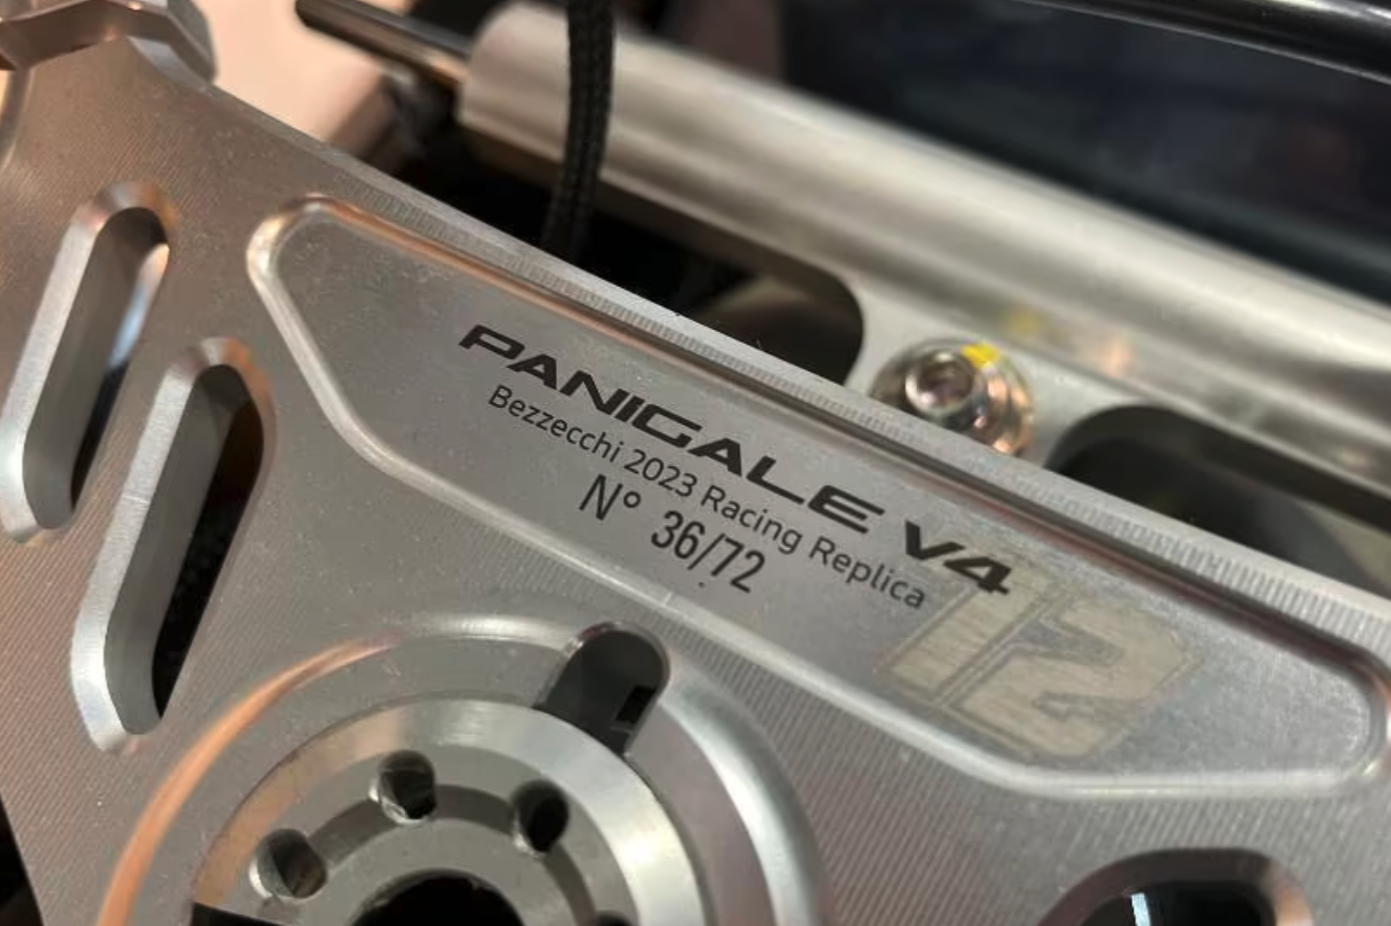 PANIGALE V4
Bezzecchi 2023 Racing Replica
N° 36/72
72